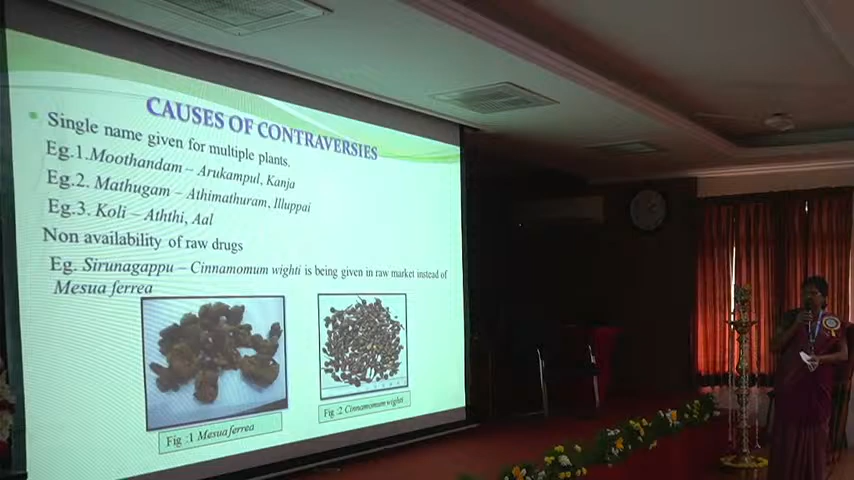 CAUSES OF CONTRAVERSIES
Single name given for multiple plants.
Eg.1.Moothandam – Arukampul, Kanja
Eg.2. Mathugam – Athimathuram, Illuppai
Eg.3. Koli – Aththi, Aal
Non availability of raw drugs
Eg. Sirunagappu – Cinnamomum wighti is being given in raw market instead of
Mesua ferrea
Fig :1 Mesua ferrea
Fig :2 Cinnamomum wighti